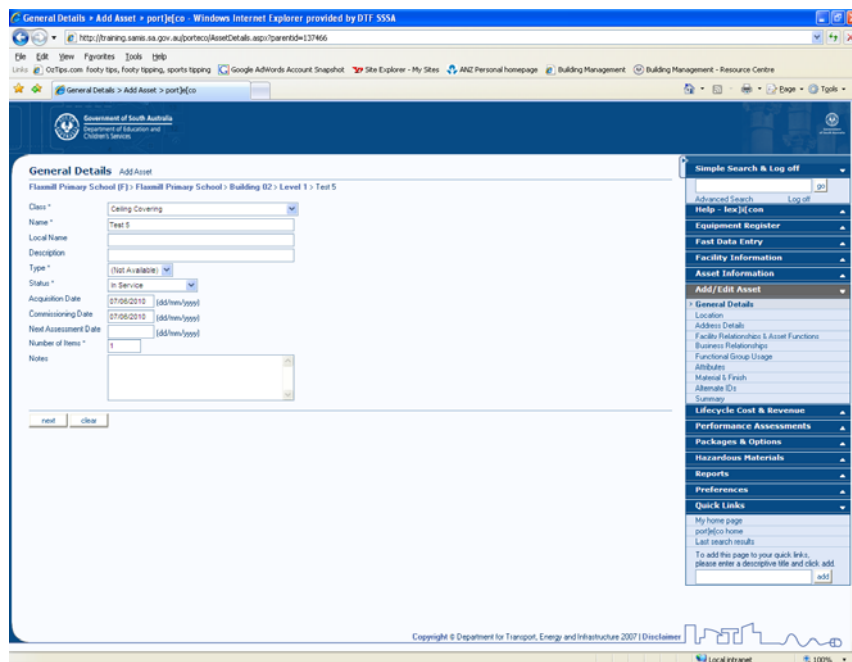 General Details > Add Asset > port]e[co - Windows Internet Explorer provided by DTF SSSA
http://training.samis.sa.gov.au/porteco/AssetDetails.aspx?parentid=137466
File Edit View Favorites Tools Help
Links OzTips.com footy tips, footy tipping, sports tipping Google AdWords Account Snapshot Site Explorer - My Sites ANZ Personal homepage Building Management Building Management - Resource Centre
General Details > Add Asset > port]e[co
Page Tools
Government of South Australia
Department of Education and
Children's Services
General Details Add Asset
Flaxmill Primary School (F) > Flaxmill Primary School > Building 02 > Level 1 > Test 5
Class * Ceiling Covering
Name * Test 5
Local Name
Description
Type * (Not Available)
Status * In Service
Acquisition Date 07/06/2010 (dd/mm/yyyy)
Commissioning Date 07/06/2010 (dd/mm/yyyy)
Next Assessment Date (dd/mm/yyyy)
Number of Items * 1
Notes
next clear
Simple Search & Log off
go
Advanced Search Log off
Help - lex]i[con
Equipment Register
Fast Data Entry
Facility Information
Asset Information
Add/Edit Asset
General Details
Location
Address Details
Facility Relationships & Asset Functions
Business Relationships
Functional Group Usage
Attributes
Material & Finish
Alternate IDs
Summary
Lifecycle Cost & Revenue
Performance Assessments
Packages & Options
Hazardous Materials
Reports
Preferences
Quick Links
My home page
port]e[co home
Last search results
To add this page to your quick links,
please enter a descriptive title and click add.
add
Copyright © Department for Transport, Energy and Infrastructure 2007 | Disclaimer
Local intranet 100%